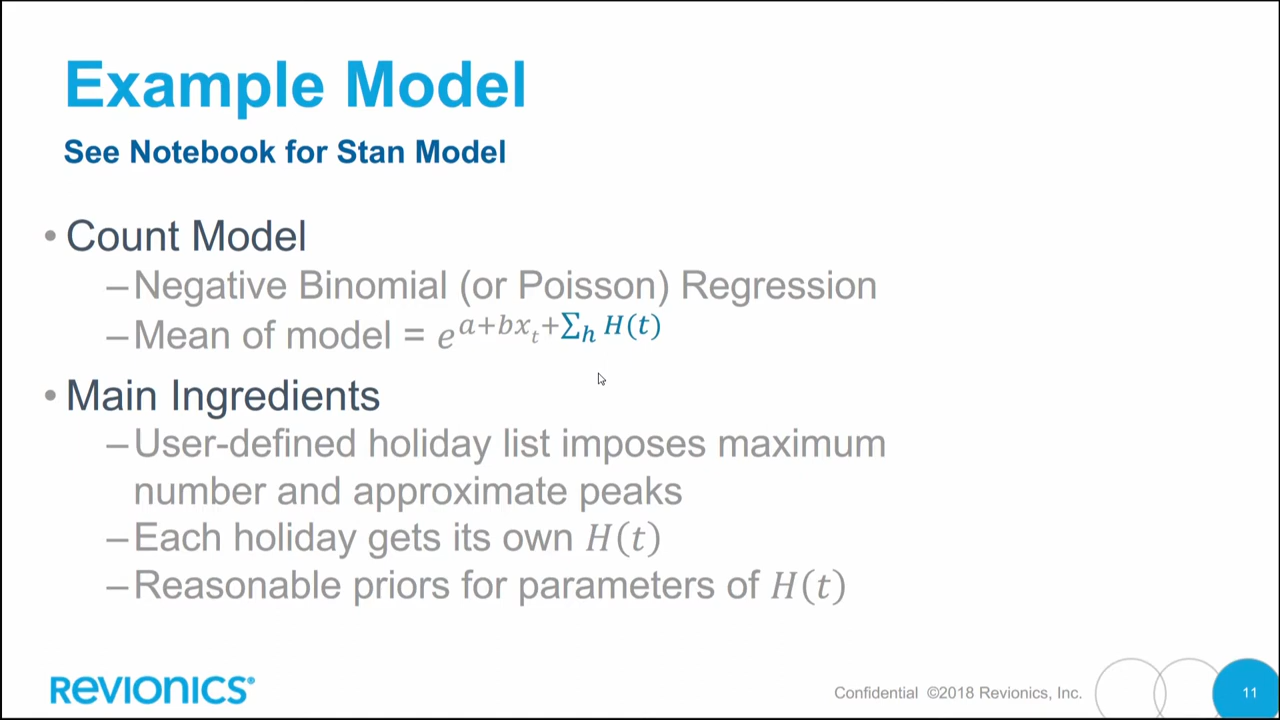 Example Model
See Notebook for Stan Model
• Count Model
–Negative Binomial (or Poisson) Regression
–Mean of model = e^{a+bx_t+∑_h H(t)}
• Main Ingredients
–User-defined holiday list imposes maximum
number and approximate peaks
–Each holiday gets its own H(t)
–Reasonable priors for parameters of H(t)
REVIONICS®
Confidential ©2018 Revionics, Inc.
11